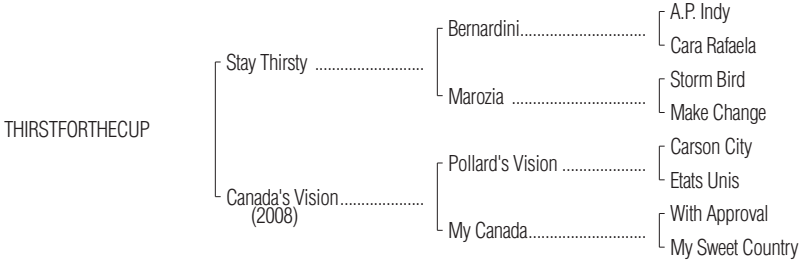 A.P. Indy
Bernardini..............................
Cara Rafaela
Stay Thirsty ..........................
Storm Bird
Marozia ................................
Make Change
THIRSTFORTHECUP
Carson City
Pollard's Vision ....................
Etats Unis
Canada's Vision....................
(2008)
With Approval
My Canada............................
My Sweet Country